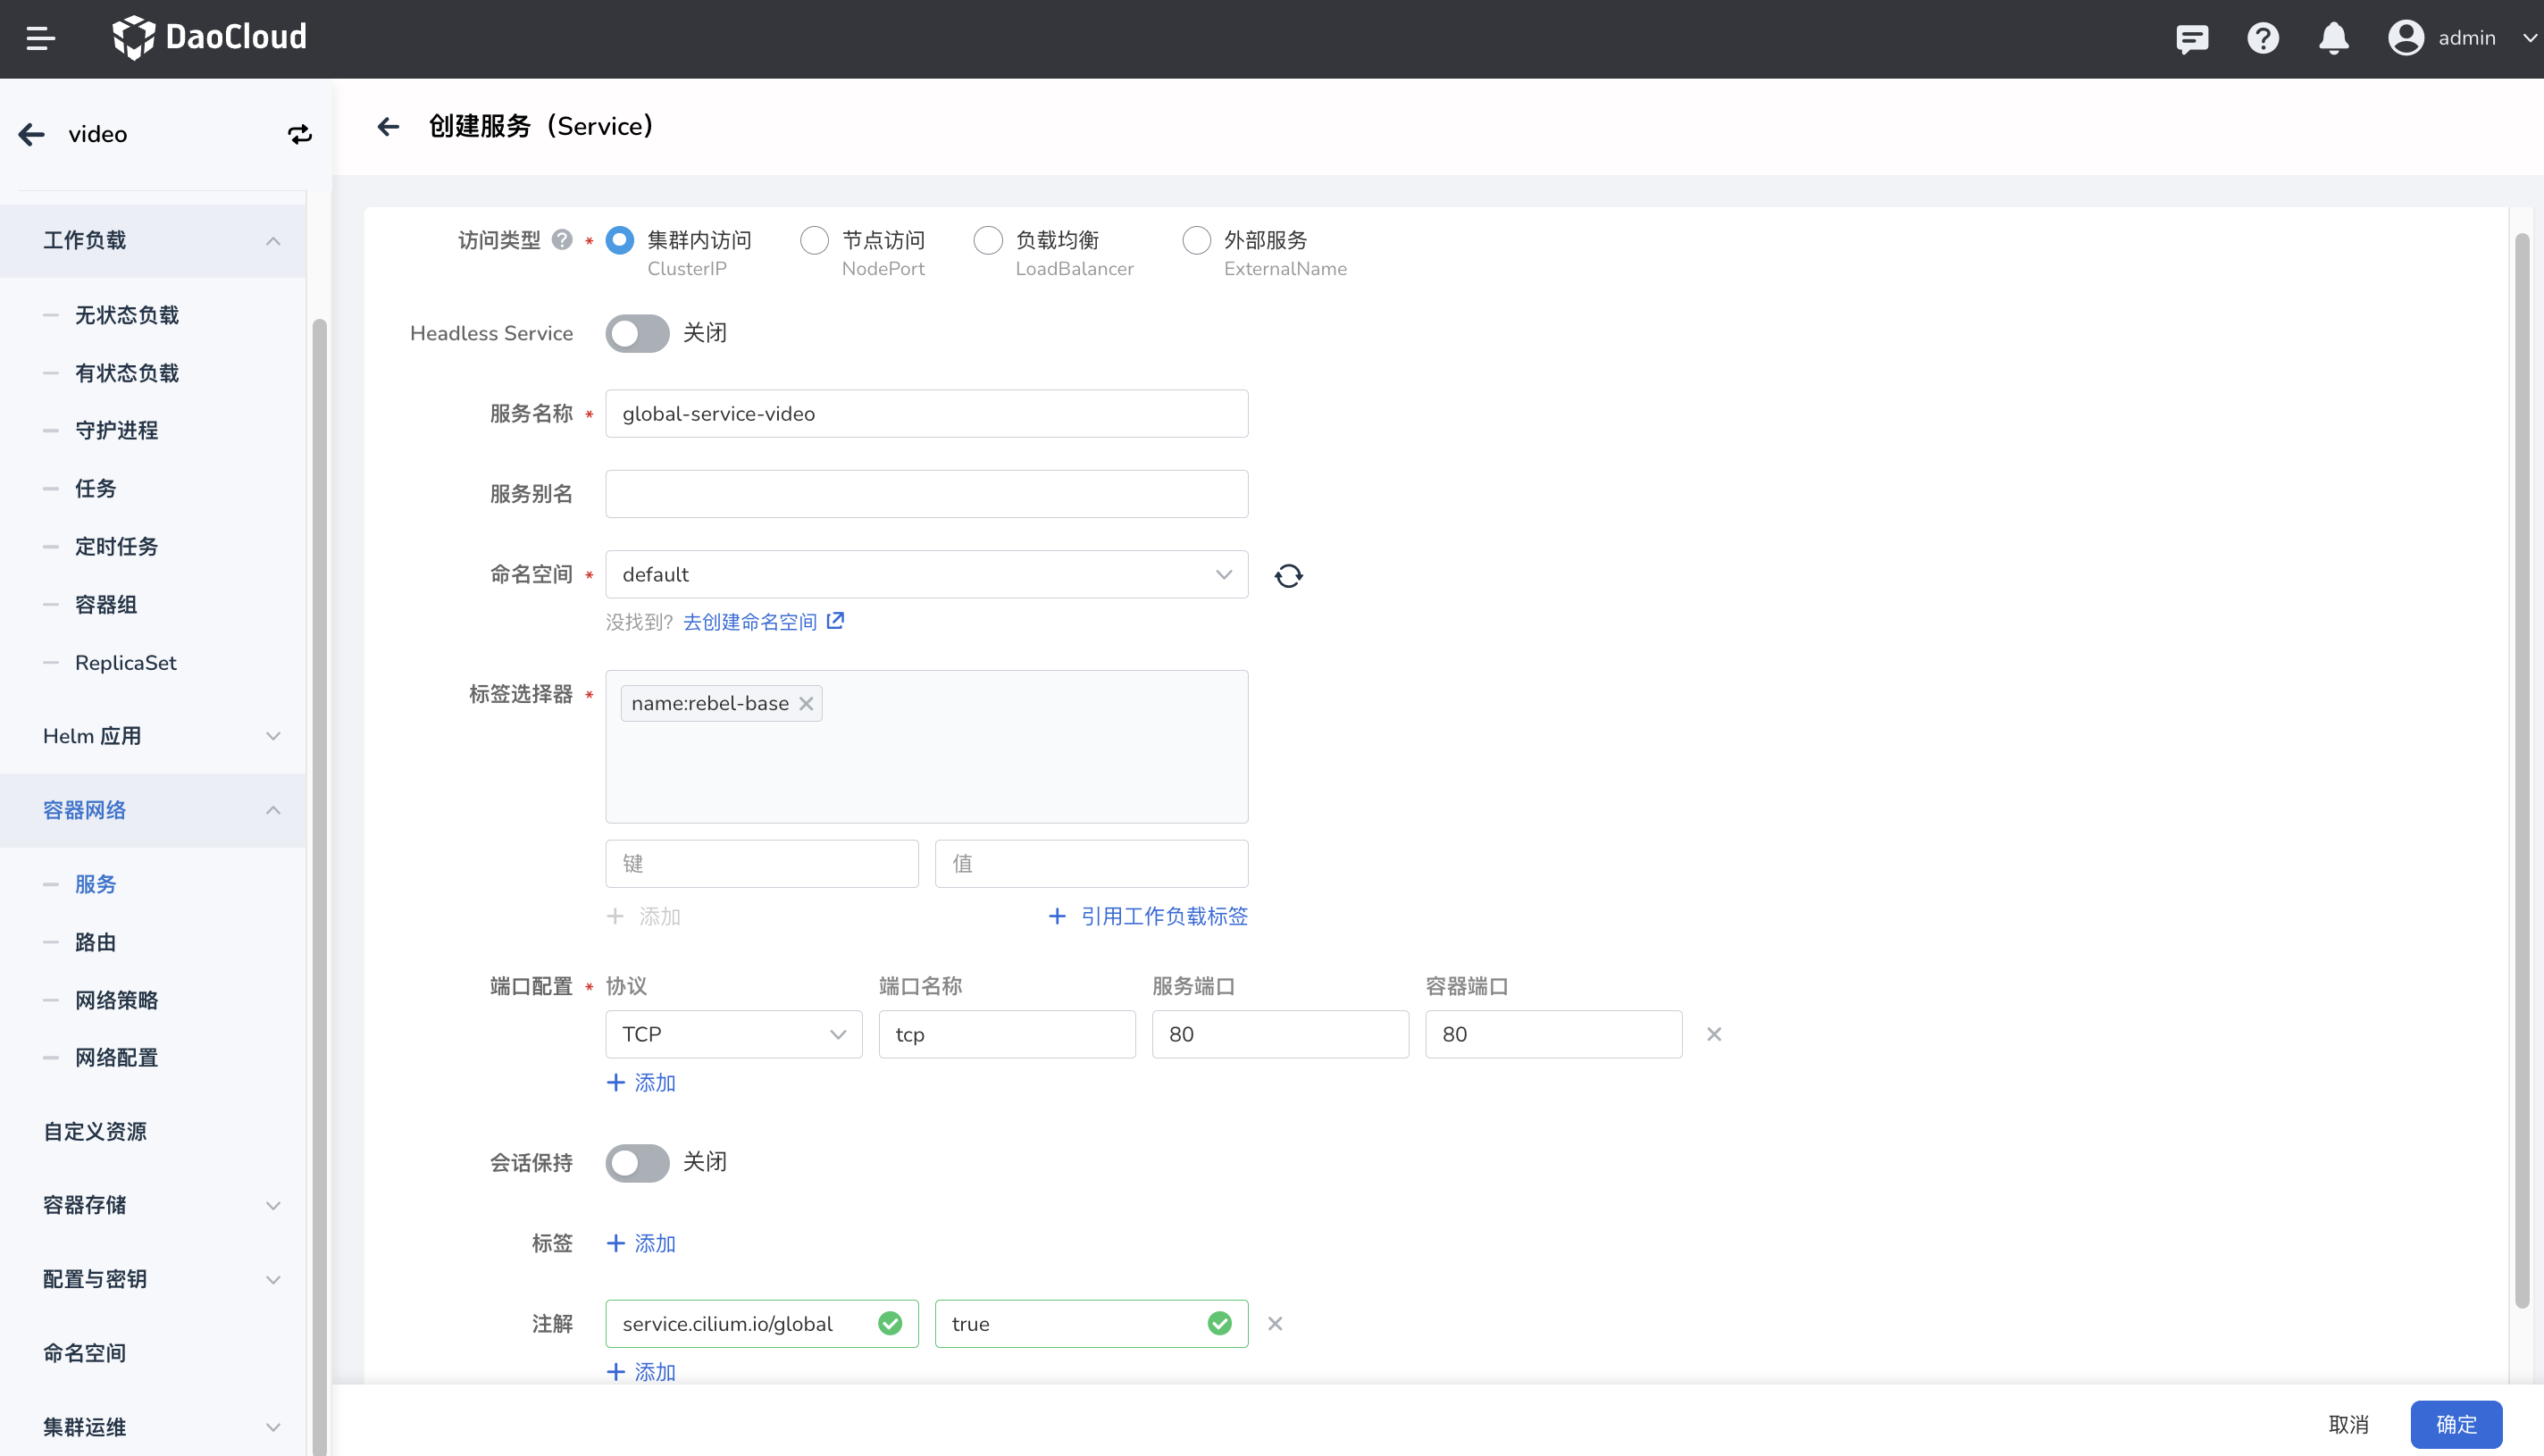 DaoCloud
admin
video
工作负载
无状态负载
有状态负载
守护进程
任务
定时任务
容器组
ReplicaSet
Helm 应用
容器网络
服务
路由
网络策略
网络配置
自定义资源
容器存储
配置与密钥
命名空间
集群运维
创建服务（Service）
访问类型 ? * 集群内访问 节点访问 负载均衡 外部服务
ClusterIP NodePort LoadBalancer ExternalName
Headless Service 关闭
服务名称 * global-service-video
服务别名
命名空间 * default
没找到? 去创建命名空间
标签选择器 * name:rebel-base
键 值
+ 添加 + 引用工作负载标签
端口配置 * 协议 端口名称 服务端口 容器端口
TCP tcp 80 80
+ 添加
会话保持 关闭
标签 + 添加
注解 service.cilium.io/global true
+ 添加
取消 确定